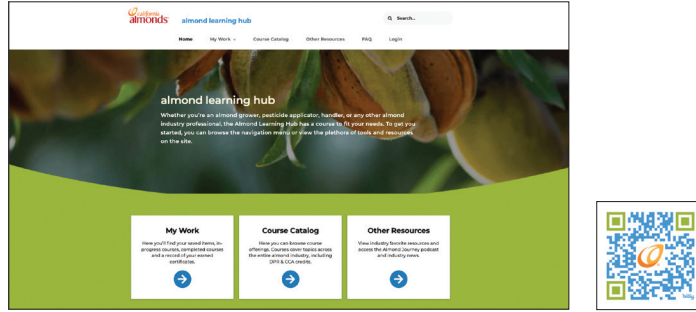 california
almonds
almond learning hub
Search...
Home My Work Course Catalog Other Resources FAQ Login
almond learning hub
Whether you're an almond grower, pesticide applicator, handler, or any other almond
industry professional, the Almond Learning Hub has a course to fit your needs. To get you
started, you can browse the navigation menu or view the plethora of tools and resources
on the site.
My Work
Here you'll find your saved items, in-
progress courses, completed courses
and a record of your earned
certificates.
Course Catalog
Here you can browse course
offerings. Courses cover topics across
the entire almond industry, including
DPR & CCA credits.
Other Resources
View industry favorite resources and
access the Almond Journey podcast
and industry news.
bitly